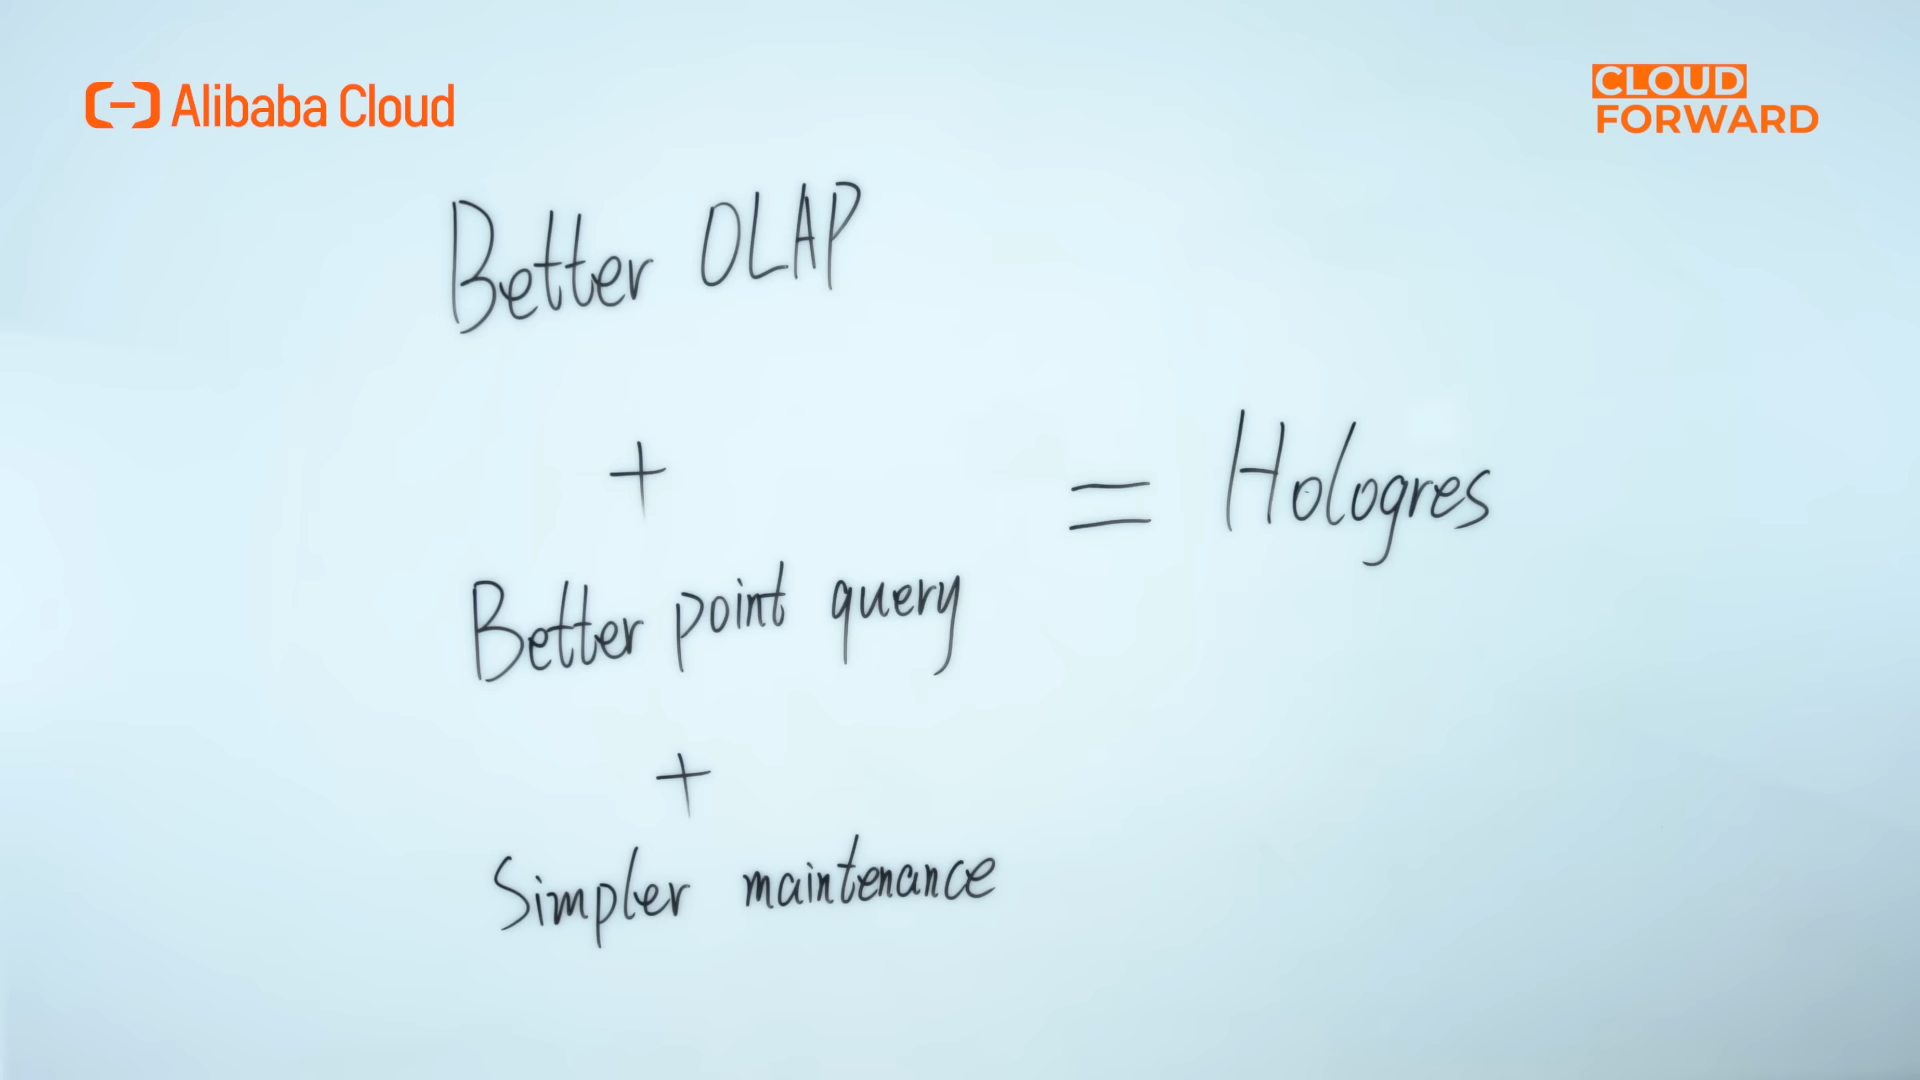 Alibaba Cloud
CLOUD
FORWARD
Better OLAP
+
Better point query
+
Simpler maintenance
= Hologres